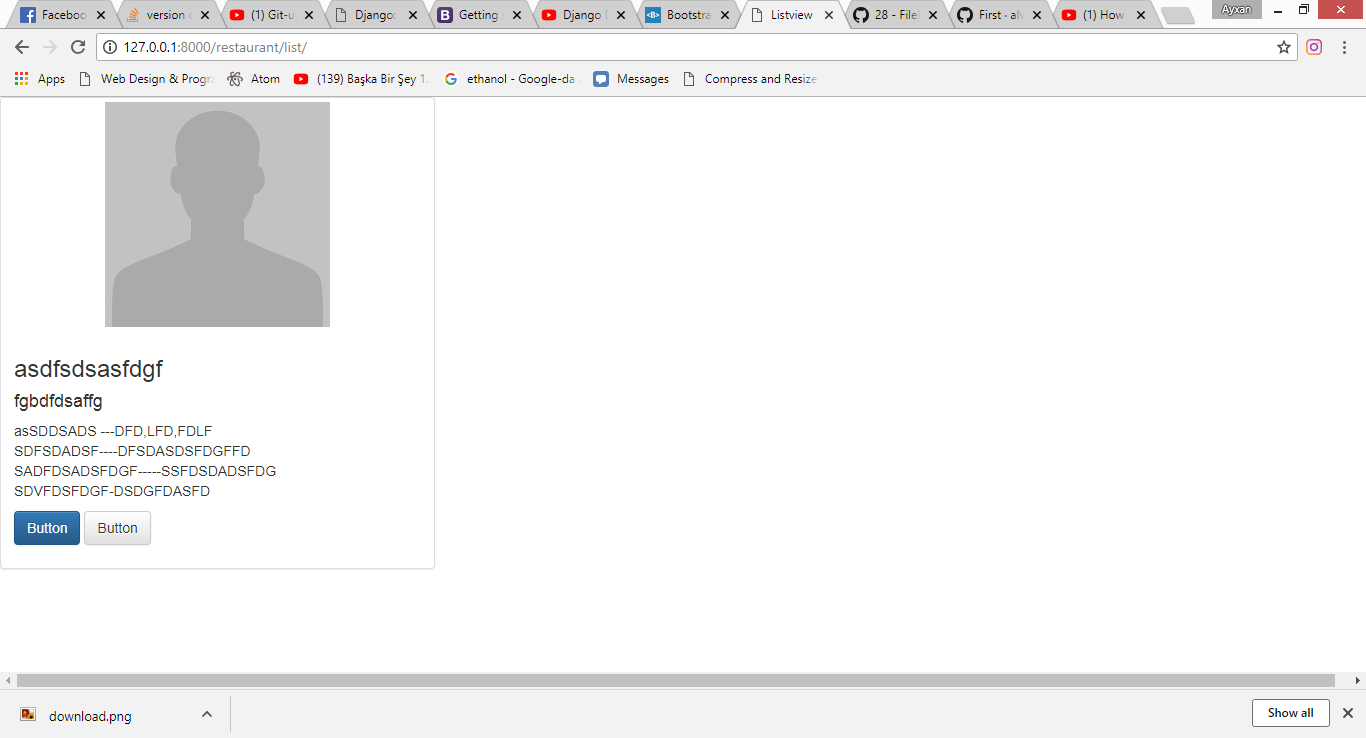 Faceboo
version
(1) Git-u
Django:
Getting
Django
Bootstra
Listview
28 - File
First · al
(1) How
Ayxan
127.0.0.1:8000/restaurant/list/
Apps
Web Design & Progra
Atom
(139) Başka Bir Şey 1.
ethanol - Google-da
Messages
Compress and Resize
asdfsdsasfdgf
fgbdfdsaffg
asSDDSADS ---DFD,LFD,FDLF
SDFSDADSF----DFSDASDSFDGFFD
SADFDSADSFDGF-----SSFDSDADSFDG
SDVFDSFDGF-DSDGFDASFD
Button
Button
download.png
Show all